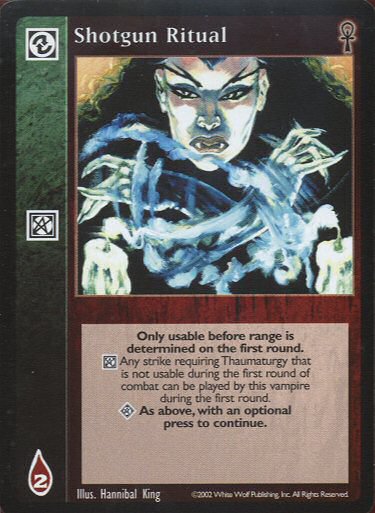 Shotgun Ritual
Only usable before range is
determined on the first round.
Any strike requiring Thaumaturgy that
is not usable during the first round of
combat can be played by this vampire
during the first round.
As above, with an optional
press to continue.
2
Illus. Hannibal King
©2002 White Wolf Publishing, Inc. All Rights Reserved.